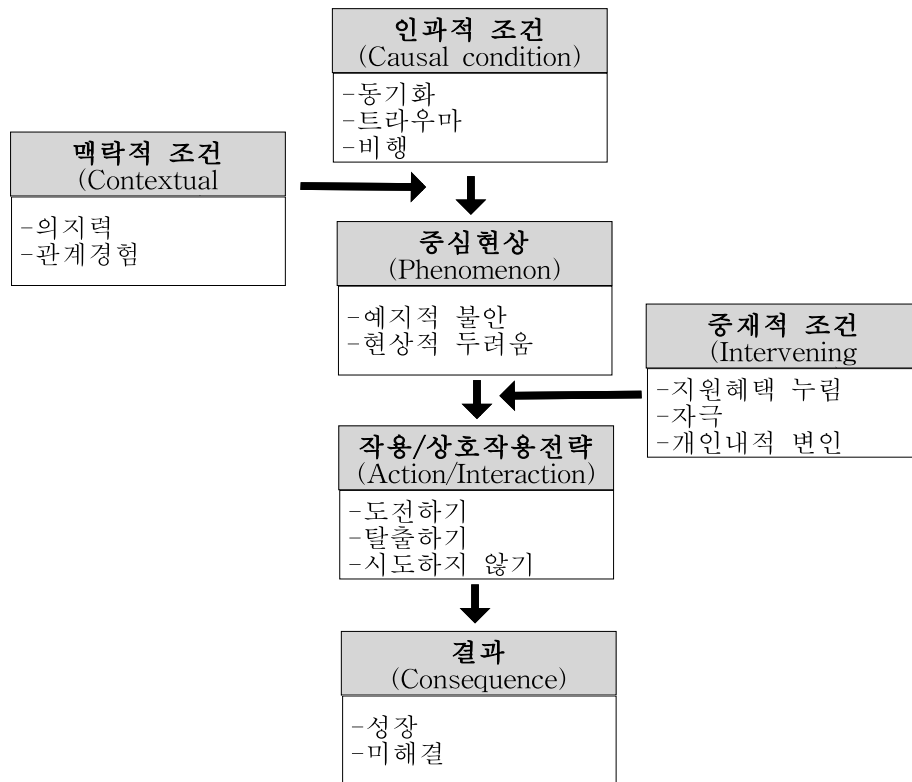 인과적 조건
(Causal condition)
-동기화
-트라우마
-비행
맥락적 조건
(Contextual
-의지력
-관계경험
중심현상
(Phenomenon)
-예지적 불안
-현상적 두려움
중재적 조건
(Intervening
-지원혜택 누림
-자극
-개인내적 변인
작용/상호작용전략
(Action/Interaction)
-도전하기
-탈출하기
-시도하지 않기
결과
(Consequence)
-성장
-미해결